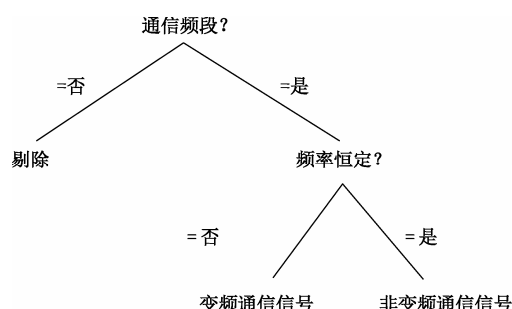 通信频段？
=否
=是
剔除
频率恒定？
=否
=是
变频通信信号
非变频通信信号